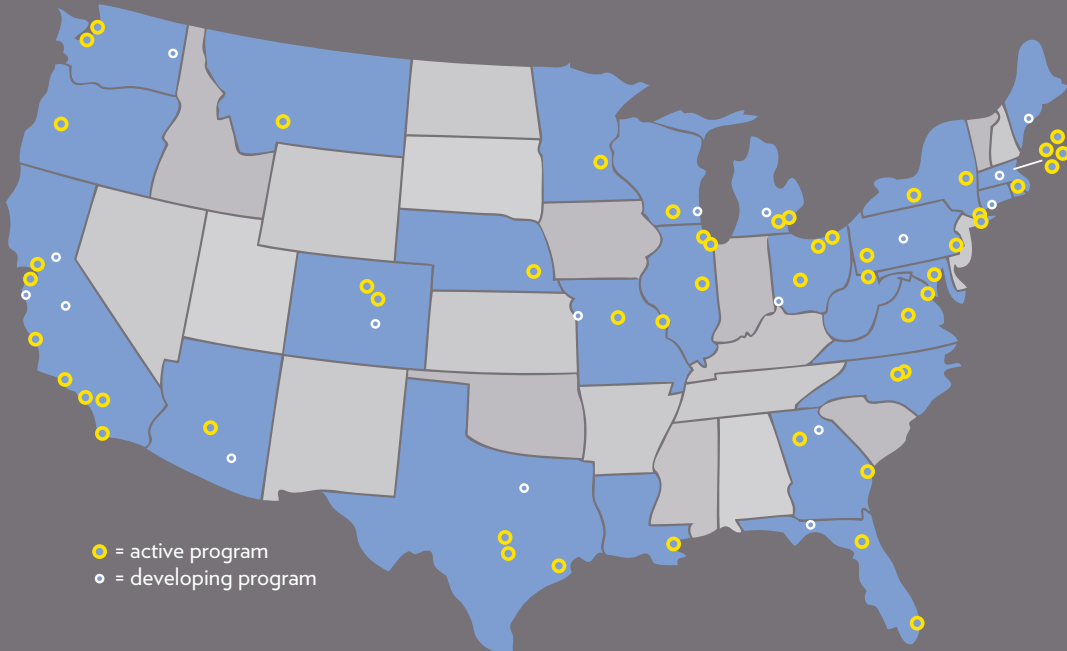 = active program
= developing program